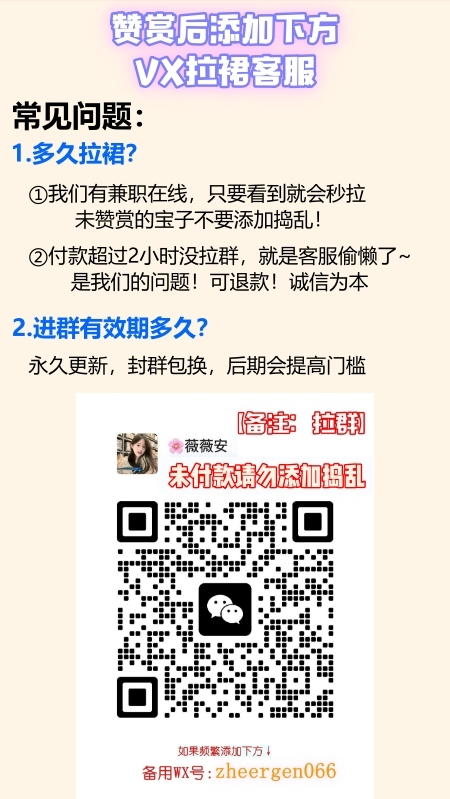 赞赏后添加下方
VX拉裙客服
常见问题：
1.多久拉裙？
①我们有兼职在线，只要看到就会秒拉
未赞赏的宝子不要添加捣乱！
②付款超过2小时没拉群，就是客服偷懒了~
是我们的问题！可退款！诚信为本
2.进群有效期多久？
永久更新，封群包换，后期会提高门槛
[备注：拉群]
🌸薇薇安
未付款请勿添加捣乱
如果频繁添加下方↓
备用WX号：zheergen066